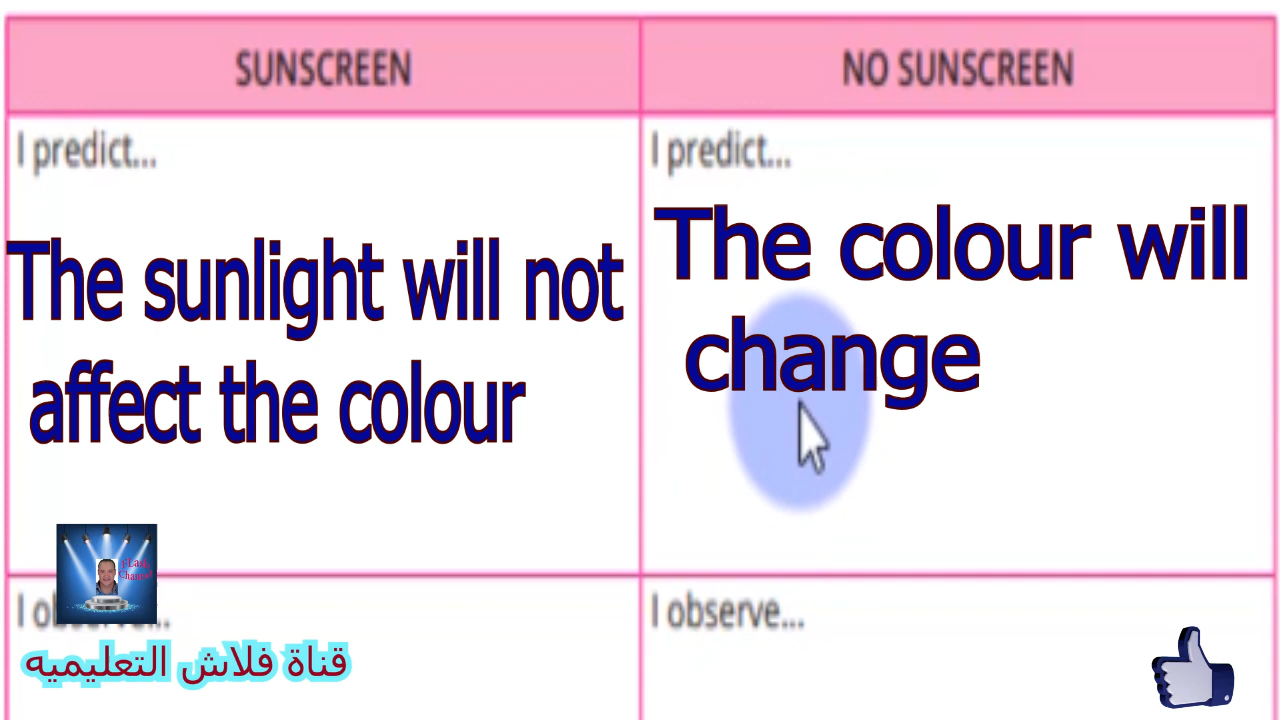 SUNSCREEN
NO SUNSCREEN
I predict...
The sunlight will not
affect the colour
I predict...
The colour will
change
I observe...
قناة فلاش التعليميه